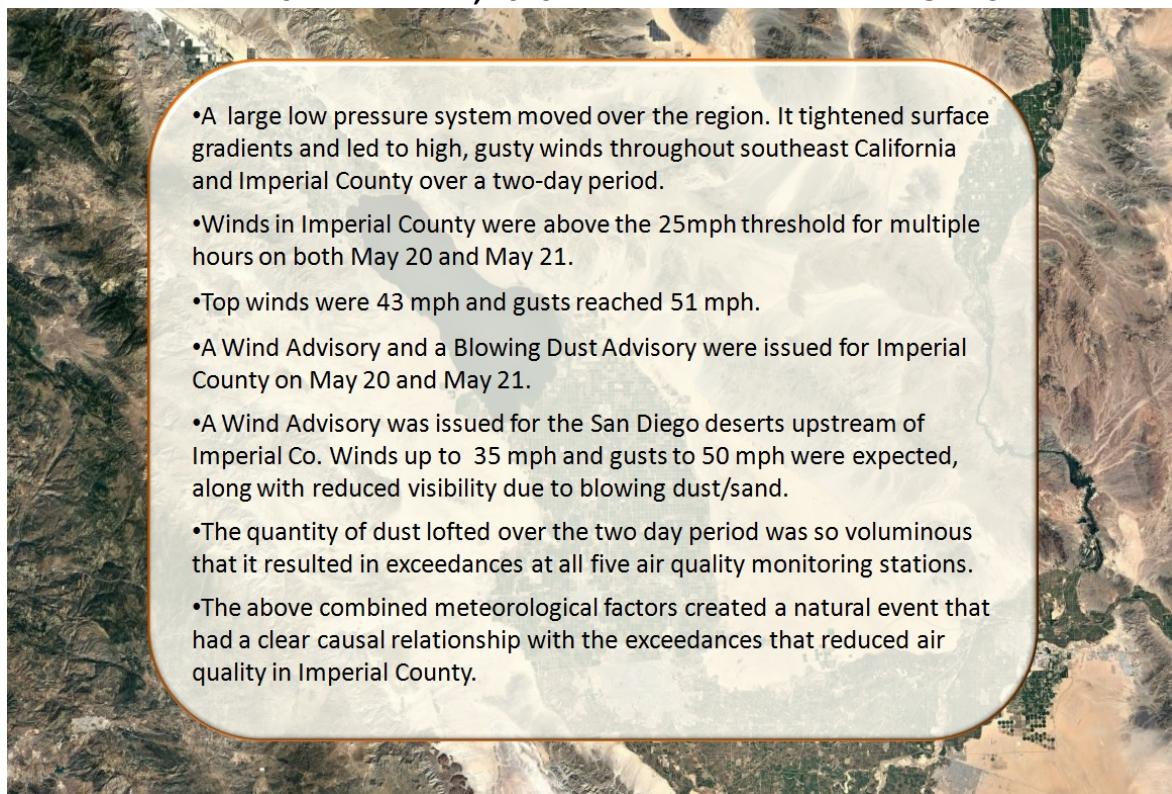 •A large low pressure system moved over the region. It tightened surface
gradients and led to high, gusty winds throughout southeast California
and Imperial County over a two-day period.
•Winds in Imperial County were above the 25mph threshold for multiple
hours on both May 20 and May 21.
•Top winds were 43 mph and gusts reached 51 mph.
•A Wind Advisory and a Blowing Dust Advisory were issued for Imperial
County on May 20 and May 21.
•A Wind Advisory was issued for the San Diego deserts upstream of
Imperial Co. Winds up to 35 mph and gusts to 50 mph were expected,
along with reduced visibility due to blowing dust/sand.
•The quantity of dust lofted over the two day period was so voluminous
that it resulted in exceedances at all five air quality monitoring stations.
•The above combined meteorological factors created a natural event that
had a clear causal relationship with the exceedances that reduced air
quality in Imperial County.